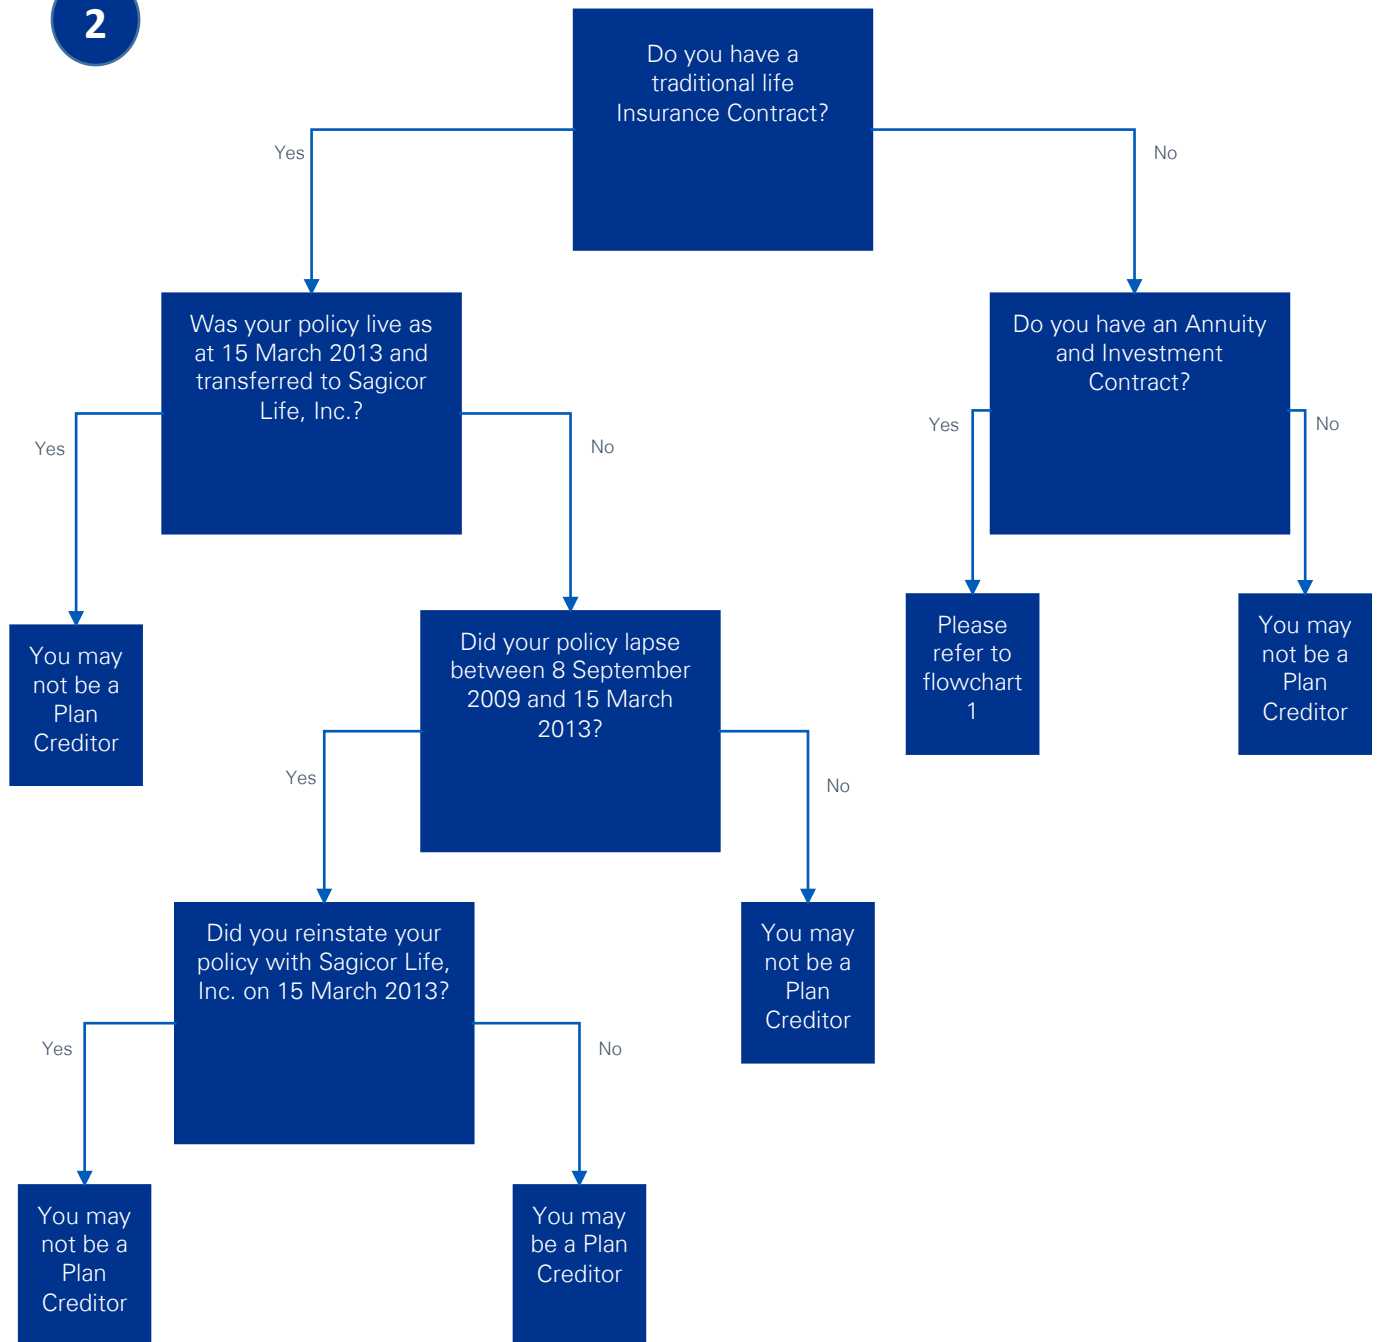 2
Do you have a
traditional life
Insurance Contract?
Yes
No
Was your policy live as
at 15 March 2013 and
transferred to Sagicor
Life, Inc.?
Do you have an Annuity
and Investment
Contract?
Yes
No
Yes
No
You may
not be a
Plan
Creditor
Did your policy lapse
between 8 September
2009 and 15 March
2013?
Please
refer to
flowchart
1
You may
not be a
Plan
Creditor
Yes
No
Did you reinstate your
policy with Sagicor Life,
Inc. on 15 March 2013?
You may
not be a
Plan
Creditor
Yes
No
You may
not be a
Plan
Creditor
You may
be a Plan
Creditor